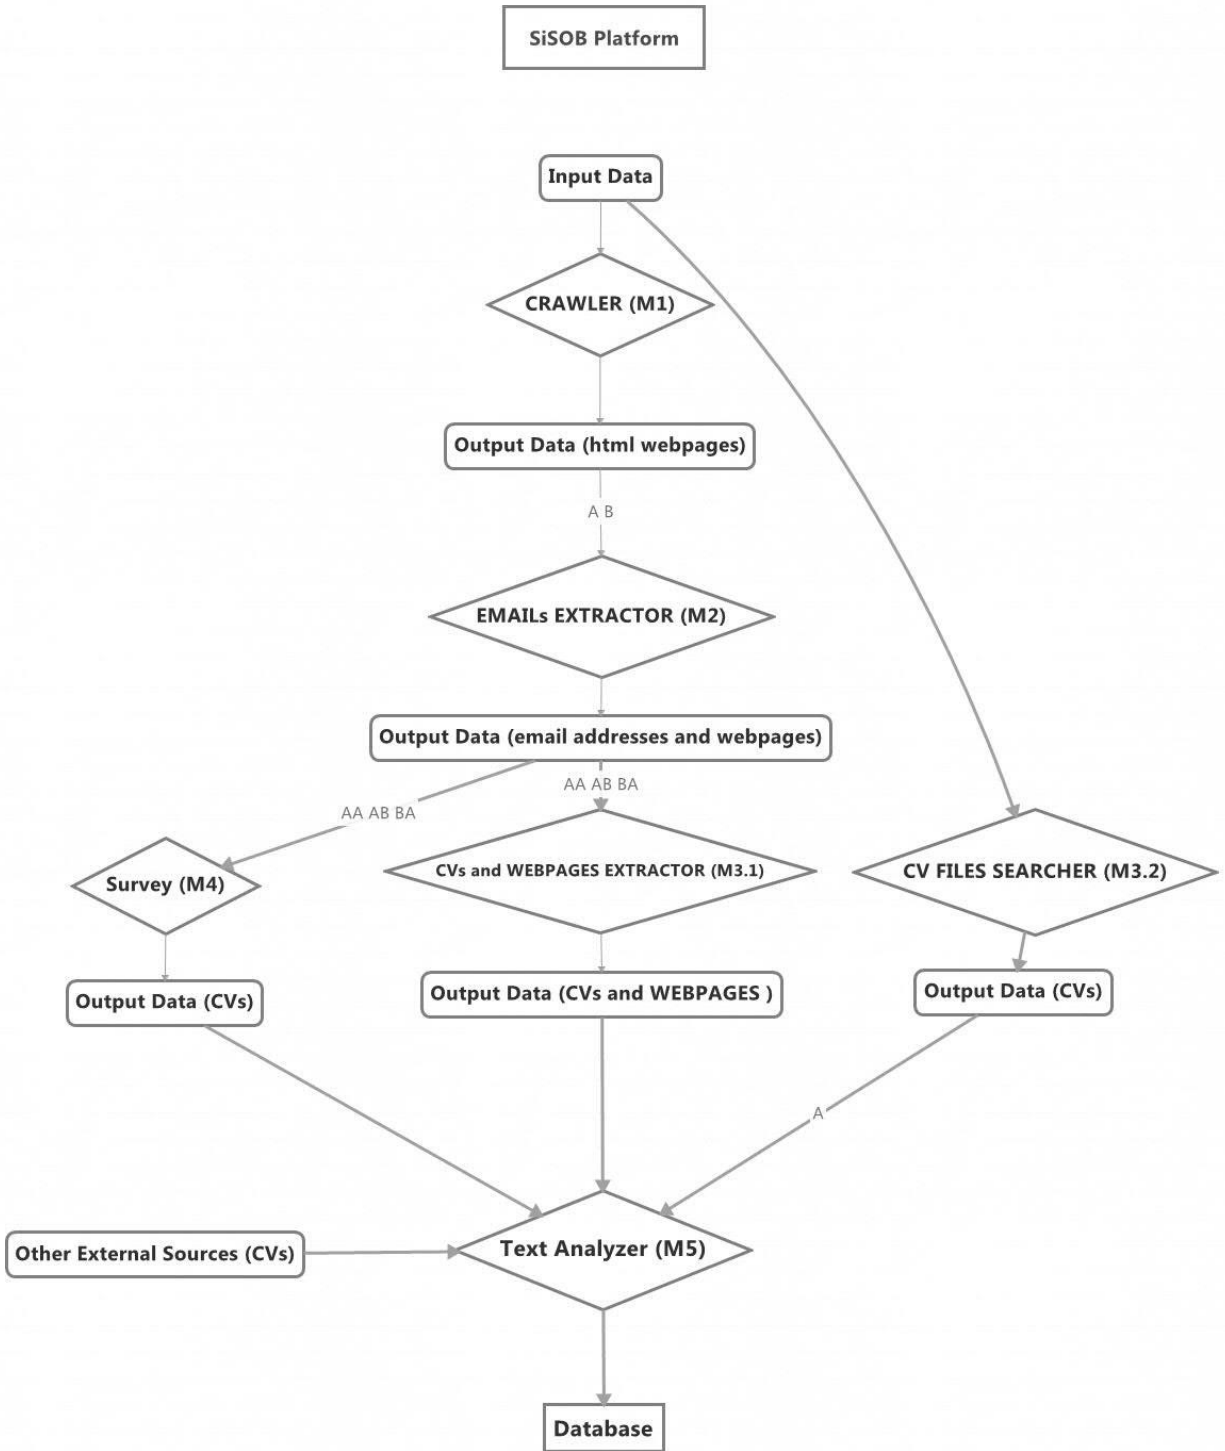 SiSOB Platform
Input Data
CRAWLER (M1)
Output Data (html webpages)
A B
EMAILs EXTRACTOR (M2)
Output Data (email addresses and webpages)
AA AB BA
AA AB BA
Survey (M4)
CVs and WEBPAGES EXTRACTOR (M3.1)
CV FILES SEARCHER (M3.2)
Output Data (CVs)
Output Data (CVs and WEBPAGES )
Output Data (CVs)
A
Other External Sources (CVs)
Text Analyzer (M5)
Database